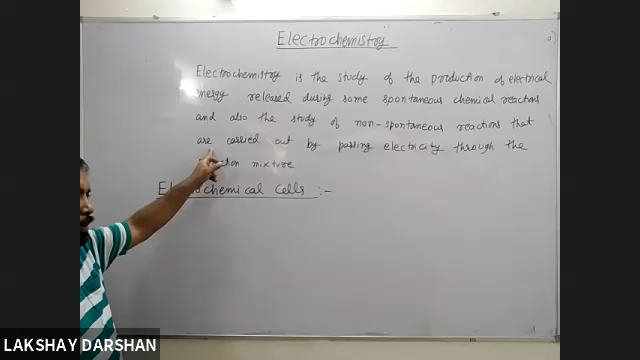 Electrochemistry
Electrochemistry is the study of the production of electrical
energy released during some spontaneous chemical reactions
and also the study of non-spontaneous reactions that
are carried out by passing electricity through the
mixture
Cells :-
LAKSHAY DARSHAN